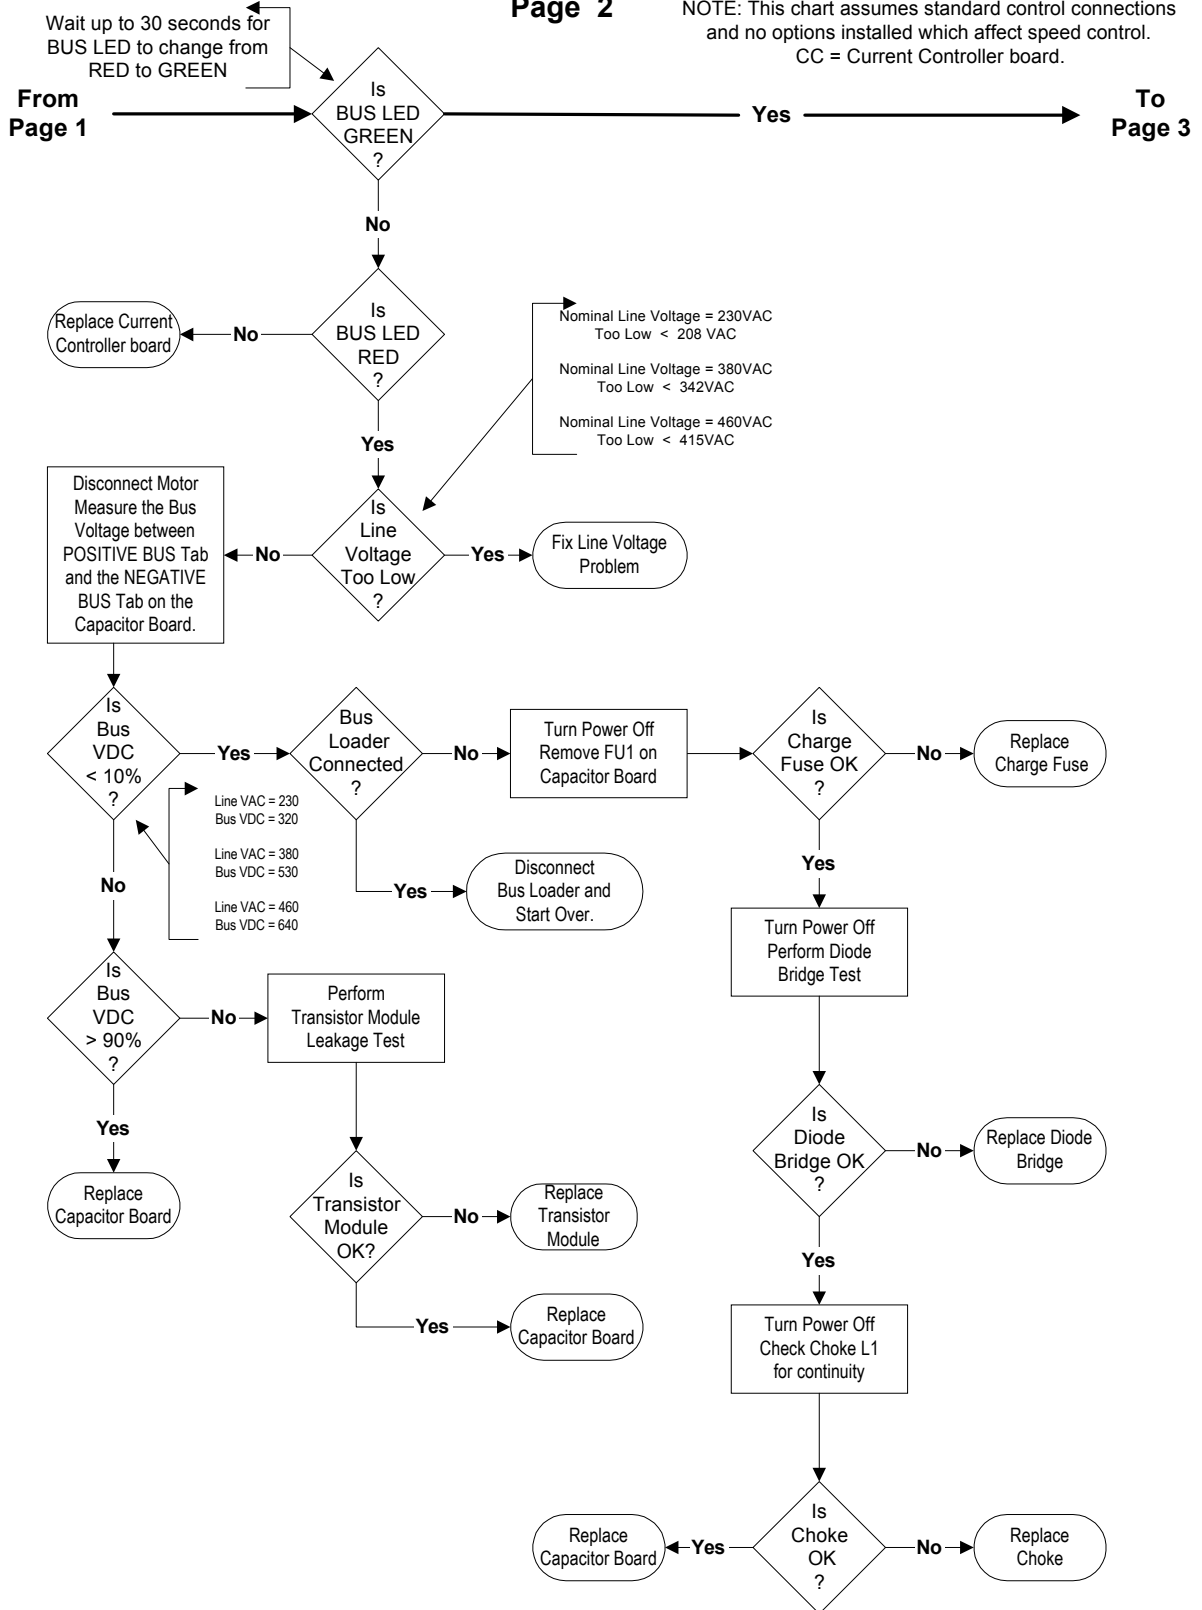 Page 2
Wait up to 30 seconds for
BUS LED to change from
RED to GREEN
NOTE: This chart assumes standard control connections
and no options installed which affect speed control.
CC = Current Controller board.
From
Page 1
Is
BUS LED
GREEN
?
Yes
To
Page 3
No
Is
BUS LED
RED
?
No
Replace Current
Controller board
Nominal Line Voltage = 230VAC
Too Low < 208 VAC
Nominal Line Voltage = 380VAC
Too Low < 342VAC
Nominal Line Voltage = 460VAC
Too Low < 415VAC
Yes
Is
Line
Voltage
Too Low
?
Yes
Fix Line Voltage
Problem
No
Disconnect Motor
Measure the Bus
Voltage between
POSITIVE BUS Tab
and the NEGATIVE
BUS Tab on the
Capacitor Board.
Is
Bus
VDC
< 10%
?
Yes
Bus
Loader
Connected
?
No
Turn Power Off
Remove FU1 on
Capacitor Board
Is
Charge
Fuse OK
?
No
Replace
Charge Fuse
Line VAC = 230
Bus VDC = 320
Line VAC = 380
Bus VDC = 530
Line VAC = 460
Bus VDC = 640
Yes
Disconnect
Bus Loader and
Start Over.
Yes
No
Turn Power Off
Perform Diode
Bridge Test
Is
Bus
VDC
> 90%
?
No
Perform
Transistor Module
Leakage Test
Yes
Replace
Capacitor Board
Is
Transistor
Module
OK?
No
Replace
Transistor
Module
Yes
Replace
Capacitor Board
Is
Diode
Bridge OK
?
No
Replace Diode
Bridge
Yes
Turn Power Off
Check Choke L1
for continuity
Is
Choke
OK
?
Yes
Replace
Capacitor Board
No
Replace
Choke